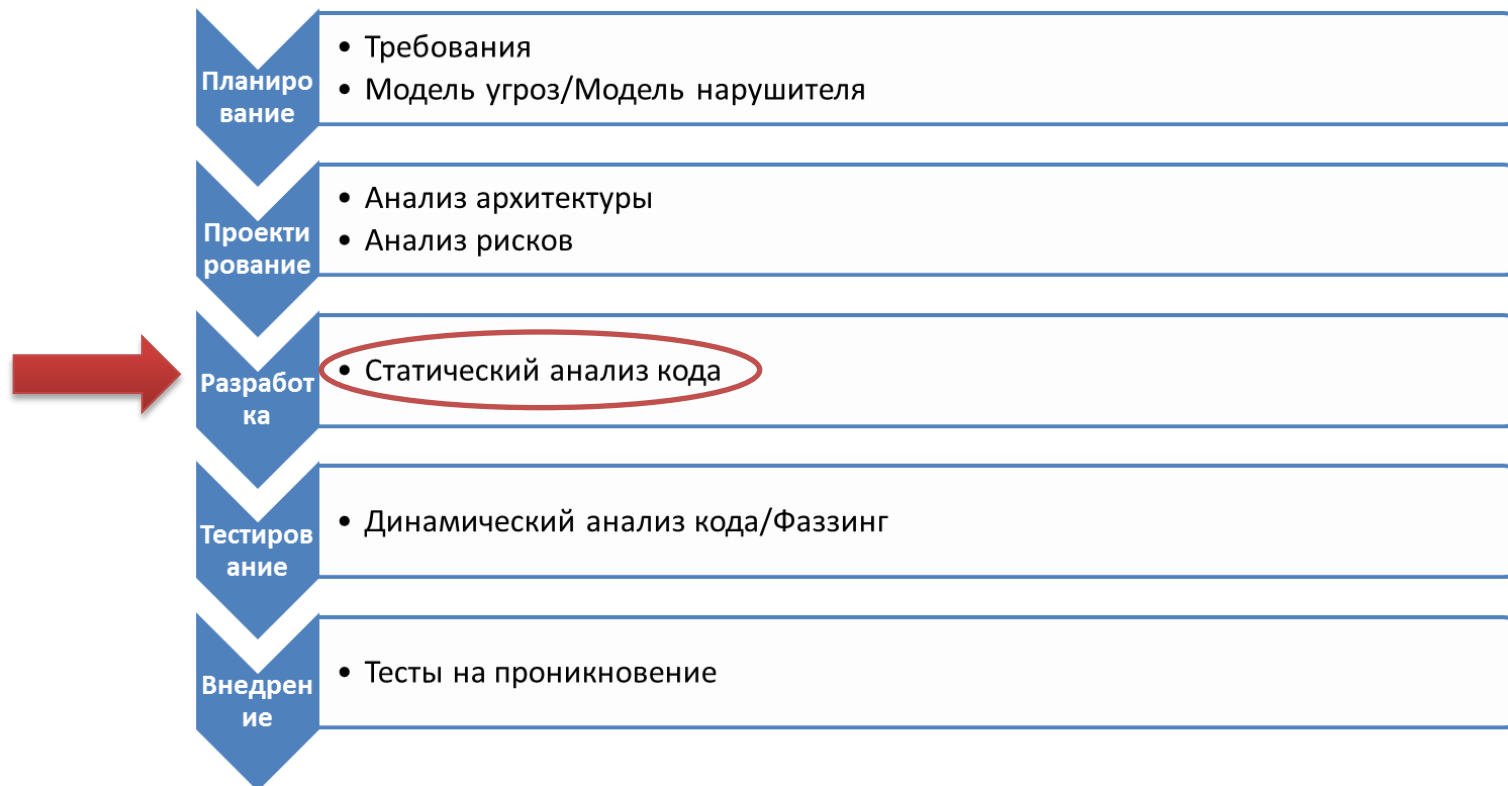 Планиро
вание
• Требования
• Модель угроз/Модель нарушителя
Проекти
рование
• Анализ архитектуры
• Анализ рисков
Разработ
ка
• Статический анализ кода
Тестиров
ание
• Динамический анализ кода/Фаззинг
Внедрен
ие
• Тесты на проникновение